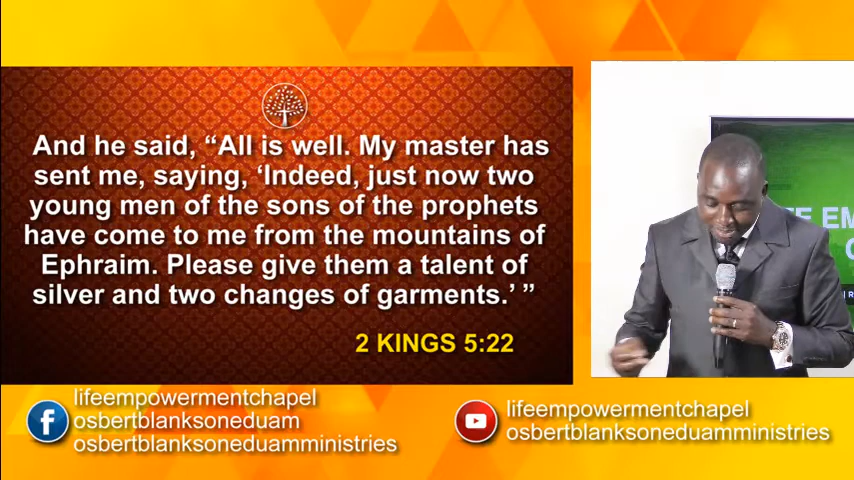 And he said, “All is well. My master has
sent me, saying, ‘Indeed, just now two
young men of the sons of the prophets
have come to me from the mountains of
Ephraim. Please give them a talent of
silver and two changes of garments.’ ”
2 KINGS 5:22
lifeempowermentchapel
osbertblanksoneduam
osbertblanksoneduamministries
lifeempowermentchapel
osbertblanksoneduamministries